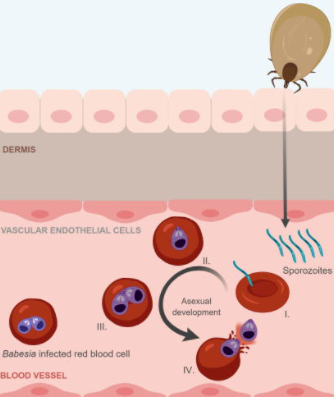 DERMIS
VASCULAR ENDOTHELIAL CELLS
II.
Sporozoites
Asexual
development
III.
I.
Babesia infected red blood cell
IV.
BLOOD VESSEL